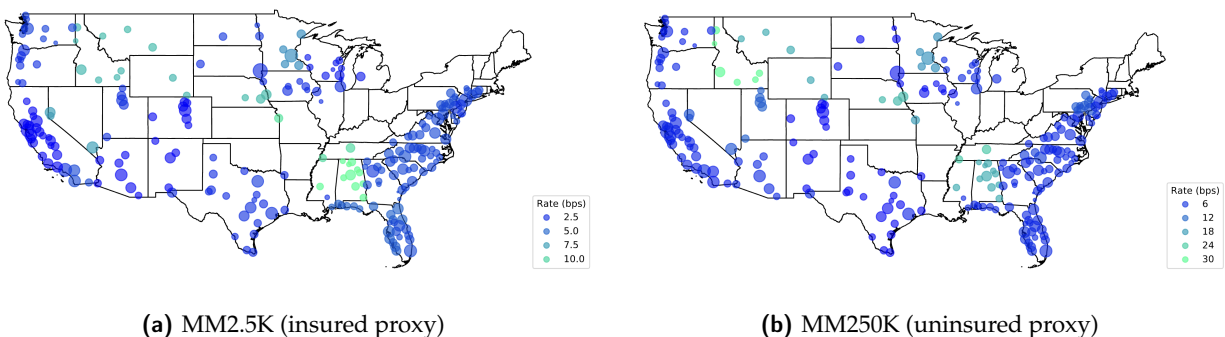 Rate (bps)
2.5
5.0
7.5
10.0
Rate (bps)
6
12
18
24
30
(a) MM2.5K (insured proxy)
(b) MM250K (uninsured proxy)